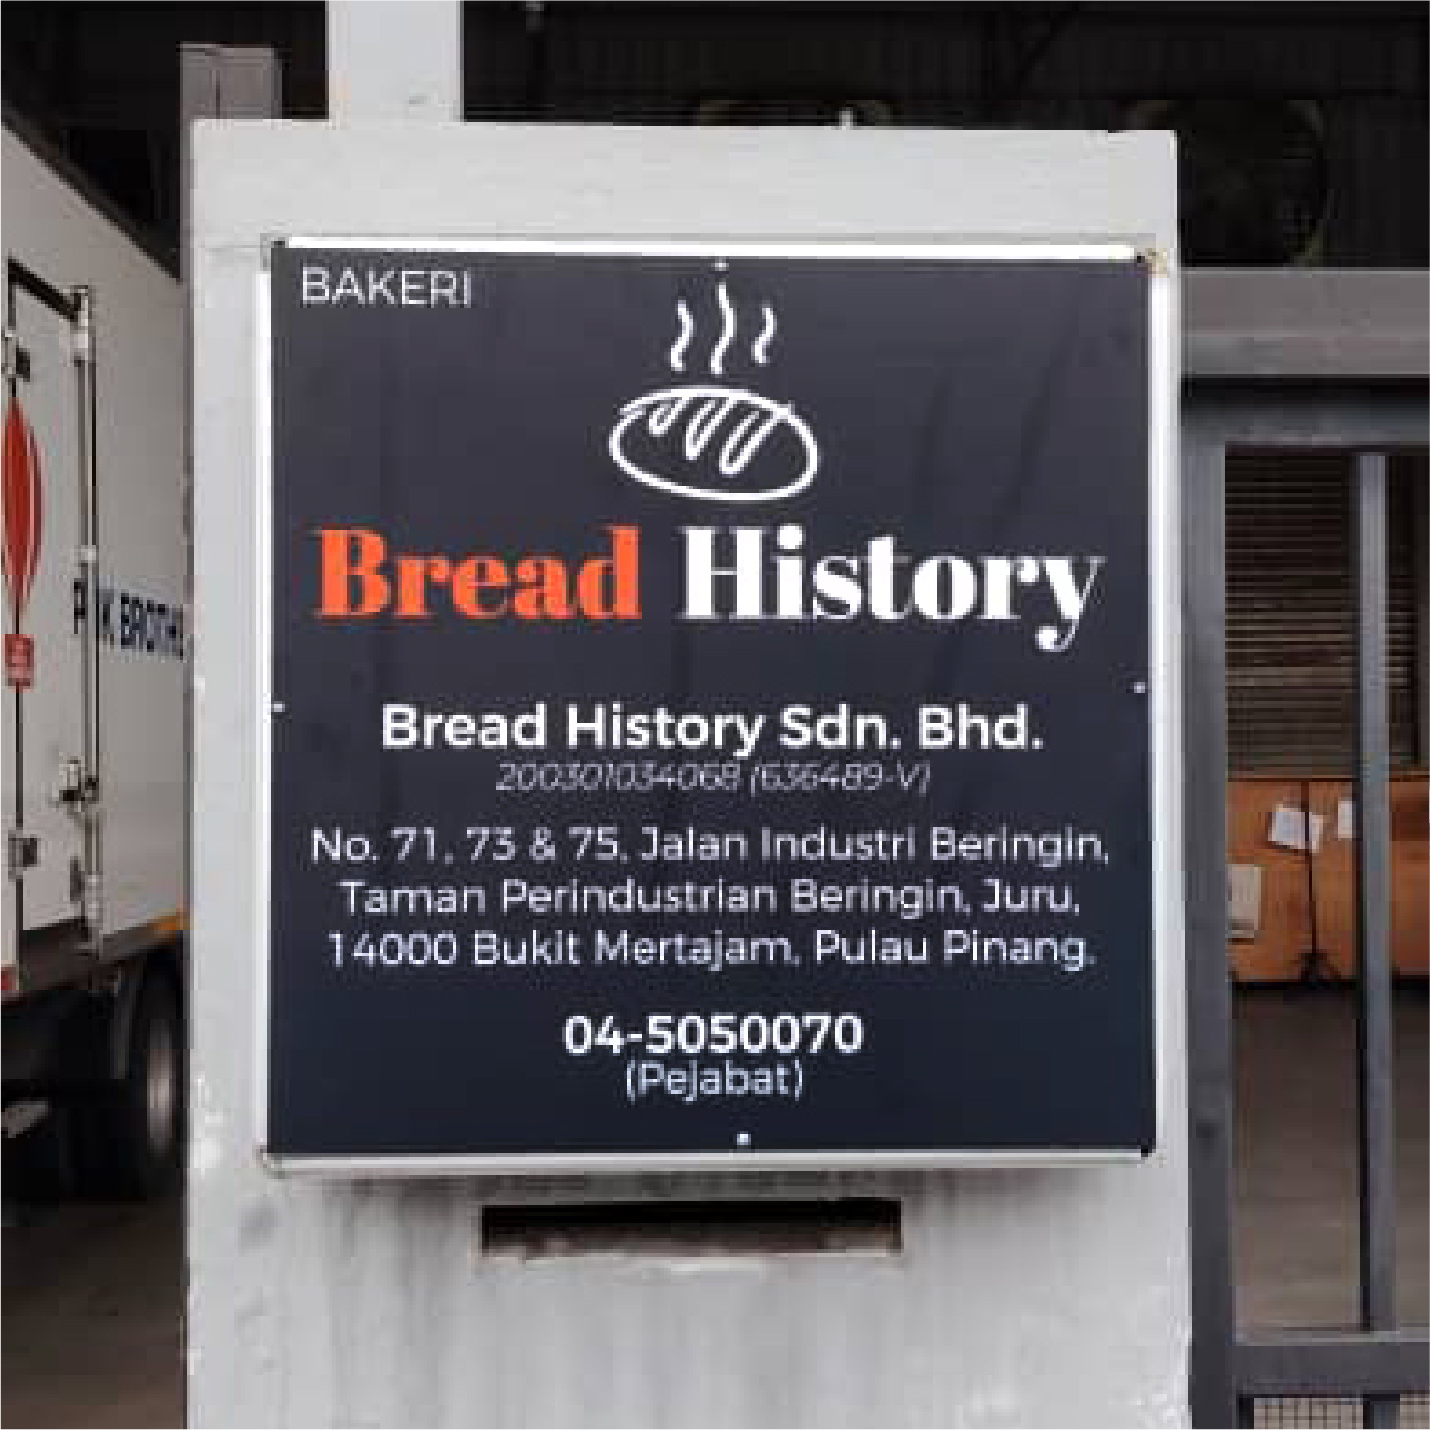 BAKERI
Bread History
Bread History Sdn. Bhd.
200301034068 (636489-V)
No. 71, 73 & 75, Jalan Industri Beringin,
Taman Perindustrian Beringin, Juru,
14000 Bukit Mertajam, Pulau Pinang.
04-5050070
(Pejabat)